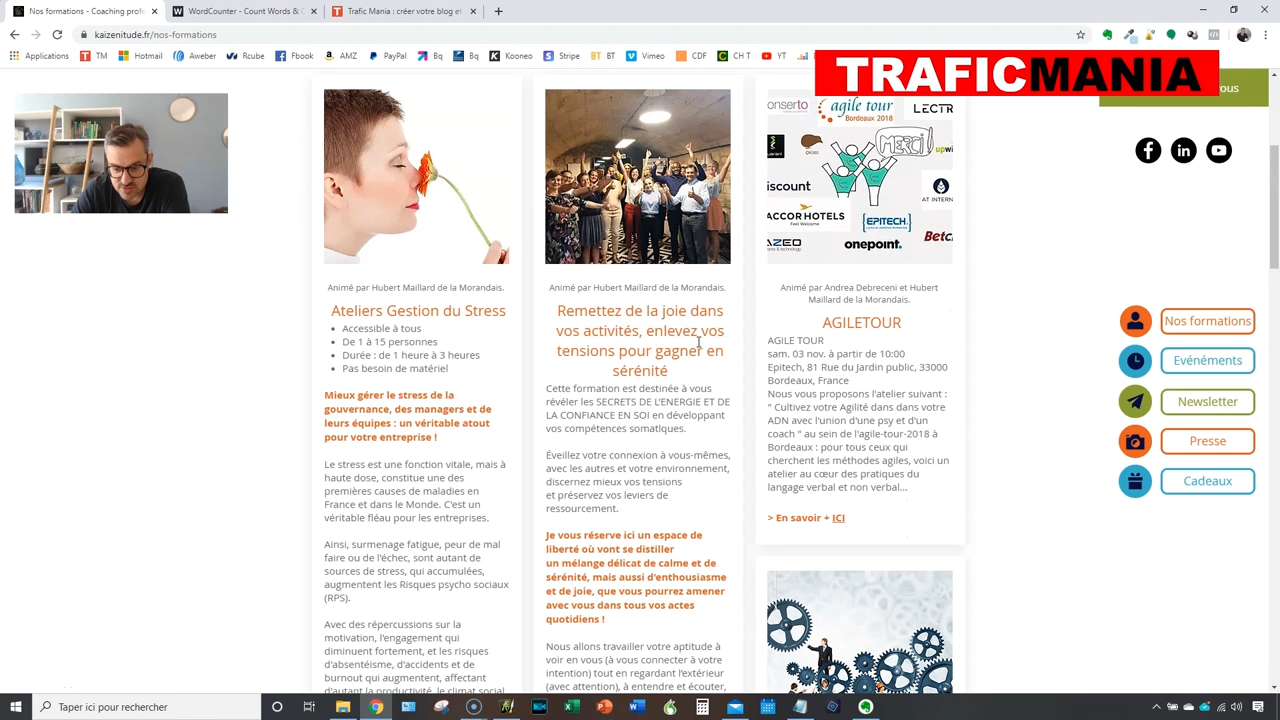 Nos formations - Coaching profe
WordCounter - Count Words & C
Trafic Mania : créer votre blog et
kaizenitude.fr/nos-formations
Applications
TM
Hotmail
Aweber
Rcube
Fbook
AMZ
PayPal
Bq
Bq
Kooneo
Stripe
BT
Vimeo
CDF
CH T
YT
TRAFICMANIA
ous
onserto
agile tour
Bordeaux 2018
LECTR
MERCI!
upwi
iscount
AT INTERN
ACCORHOTELS
Feel Welcome
{EPITECH.}
AZEO
onepoint.
Betc
Animé par Hubert Maillard de la Morandais.
Ateliers Gestion du Stress
Accessible à tous
De 1 à 15 personnes
Durée : de 1 heure à 3 heures
Pas besoin de matériel
Mieux gérer le stress de la
gouvernance, des managers et de
leurs équipes : un véritable atout
pour votre entreprise !
Le stress est une fonction vitale, mais à
haute dose, constitue une des
premières causes de maladies en
France et dans le Monde. C'est un
véritable fléau pour les entreprises.
Ainsi, surmenage fatigue, peur de mal
faire ou de l'échec, sont autant de
sources de stress, qui accumulées,
augmentent les Risques psycho sociaux
(RPS).
Avec des répercussions sur la
motivation, l'engagement qui
diminuent fortement, et les risques
d'absentéisme, d'accidents et de
burnout qui augmentent, affectant
d'autant la productivité, le climat social
Animé par Hubert Maillard de la Morandais.
Remettez de la joie dans
vos activités, enlevez vos
tensions pour gagner en
sérénité
Cette formation est destinée à vous
révéler les SECRETS DE L'ENERGIE ET DE
LA CONFIANCE EN SOI en développant
vos compétences somatiques.
Éveillez votre connexion à vous-mêmes,
avec les autres et votre environnement,
discernez mieux vos tensions
et préservez vos leviers de
ressourcement.
Je vous réserve ici un espace de
liberté où vont se distiller
un mélange délicat de calme et de
sérénité, mais aussi d'enthousiasme
et de joie, que vous pourrez amener
avec vous dans tous vos actes
quotidiens !
Nous allons travailler votre aptitude à
voir en vous (à vous connecter à votre
intention) tout en regardant l'extérieur
(avec attention), à entendre et écouter,
Animé par Andrea Debreceni et Hubert
Maillard de la Morandais.
AGILETOUR
AGILE TOUR
sam. 03 nov. à partir de 10:00
Epitech, 81 Rue du Jardin public, 33000
Bordeaux, France
Nous vous proposons l'atelier suivant :
" Cultivez votre Agilité dans dans votre
ADN avec l'union d'une psy et d'un
coach " au sein de l'agile-tour-2018 à
Bordeaux : pour tous ceux qui
cherchent les méthodes agiles, voici un
atelier au cœur des pratiques du
langage verbal et non verbal...
> En savoir + ICI
Nos formations
Evénéments
Newsletter
Presse
Cadeaux
Taper ici pour rechercher